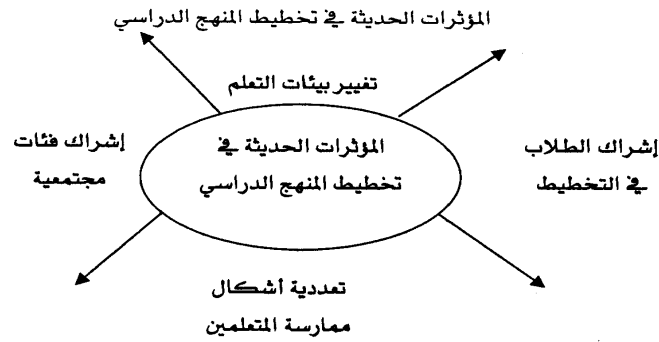 المؤثرات الحديثة في تخطيط المنهج الدراسي
تغيير بيئات التعلم
إشراك الطلاب
في التخطيط
المؤثرات الحديثة في
تخطيط المنهج الدراسي
إشراك فئات
مجتمعية
تعددية أشكال
ممارسة المتعلمين